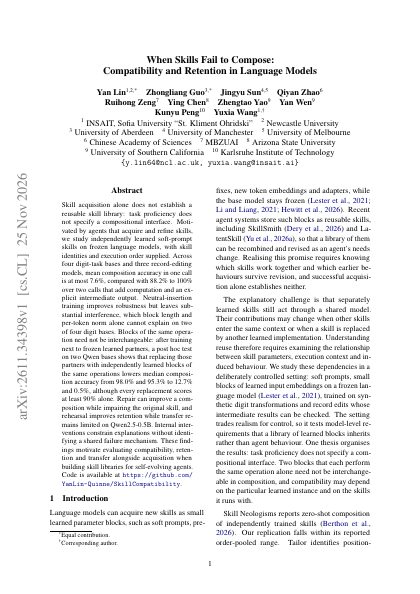 When Skills Fail to Compose:
Compatibility and Retention in Language Models
Yan Lin1,2,* Zhongliang Guo3,* Jingyu Sun4,5 Qiyan Zhao6
Ruihong Zeng7 Ying Chen8 Zhengtao Yao9 Yan Wen9
Kunyu Peng10 Yuxia Wang1,†
1 INSAIT, Sofia University "St. Kliment Ohridski" 2 Newcastle University
3 University of Aberdeen 4 University of Manchester 5 University of Melbourne
6 Chinese Academy of Sciences 7 MBZUAI 8 Arizona State University
9 University of Southern California 10 Karlsruhe Institute of Technology
{y.lin64@ncl.ac.uk, yuxia.wang@insait.ai}
arXiv:2611.34398v1 [cs.CL] 25 Nov 2026
Abstract
Skill acquisition alone does not establish a
reusable skill library: task proficiency does
not specify a compositional interface. Moti-
vated by agents that acquire and refine skills,
we study independently learned soft-prompt
skills on frozen language models, with skill
identities and execution order applied. Across
four digit-task bases and three record-editing
models, mean composition accuracy in one call
is at most 7.6%, compared with 88.2% to 100%
over two calls that add computation and an ex-
plicit intermediate output. Neutral-insertion
training improves robustness but leaves sub-
stantial interference, which block length and
per-token norm alone cannot explain on two
of four digit bases. Blocks of the same opera-
tion need not be interchangeable: after training
next to frozen learned partners, a post hoc test
on two Qwen bases shows that replacing those
partners with independently learned blocks of
the same operations lowers median composi-
tion accuracy from 98.0% and 95.3% to 12.7%
and 0.5%, although every replacement scores
at least 90% alone. Repair can improve a com-
position while impairing the original skill, and
rehearsal improves retention while transfer re-
mains limited on Qwen2.5-0.5B. Internal inter-
ventions constrain explanations without identi-
fying a shared failure mechanism. These find-
ings motivate evaluating compatibility, reten-
tion, and transfer alongside acquisition when
building skill libraries for self-evolving agents.
Code is available at https://github.com/
YanLin-Quinne/SkillCompatibility.
1 Introduction
Language models can acquire new skills as small
learned parameter blocks, such as soft prompts, pre-
*Equal contribution.
†Corresponding author.
fixes, new token embeddings and adapters, while
the base model stays frozen (Lester et al., 2021;
Li and Liang, 2021; Hewitt et al., 2026). Recent
agent systems store such blocks as reusable skills,
including SkillSmith (Dery et al., 2026) and La-
tentSkill (Yu et al., 2026a), so that a library of them
can be recombined and revised as an agent's needs
change. Realising this promise requires knowing
which skills work together and which earlier be-
haviours survive revision, and successful acquisi-
tion alone establishes neither.
The explanatory challenge is that separately
learned skills still act through a shared model.
Their contributions may change when other skills
enter the same context or when a skill is replaced
by another learned implementation. Understanding
reuse therefore requires examining the relationship
between skill parameters, execution context and in-
duced behaviour. We study these dependencies in a
deliberately controlled setting: soft prompts, small
blocks of learned input embeddings on a frozen lan-
guage model (Lester et al., 2021), trained on syn-
thetic digit transformations and record edits whose
intermediate results can be checked. The setting
trades realism for control, so it tests model-level re-
quirements that a library of learned blocks inherits
rather than agent behaviour. One thesis organises
the results: task proficiency does not specify a com-
positional interface. Two blocks that each perform
the same operation alone need not be interchange-
able in composition, and compatibility may depend
on the particular learned instance and on the skills
it runs with.
Skill Neologisms reports zero-shot composition
of independently trained skills (Berthon et al.,
2026). Our replication falls within its reported
order-pooled range. Tailor identifies position-
1